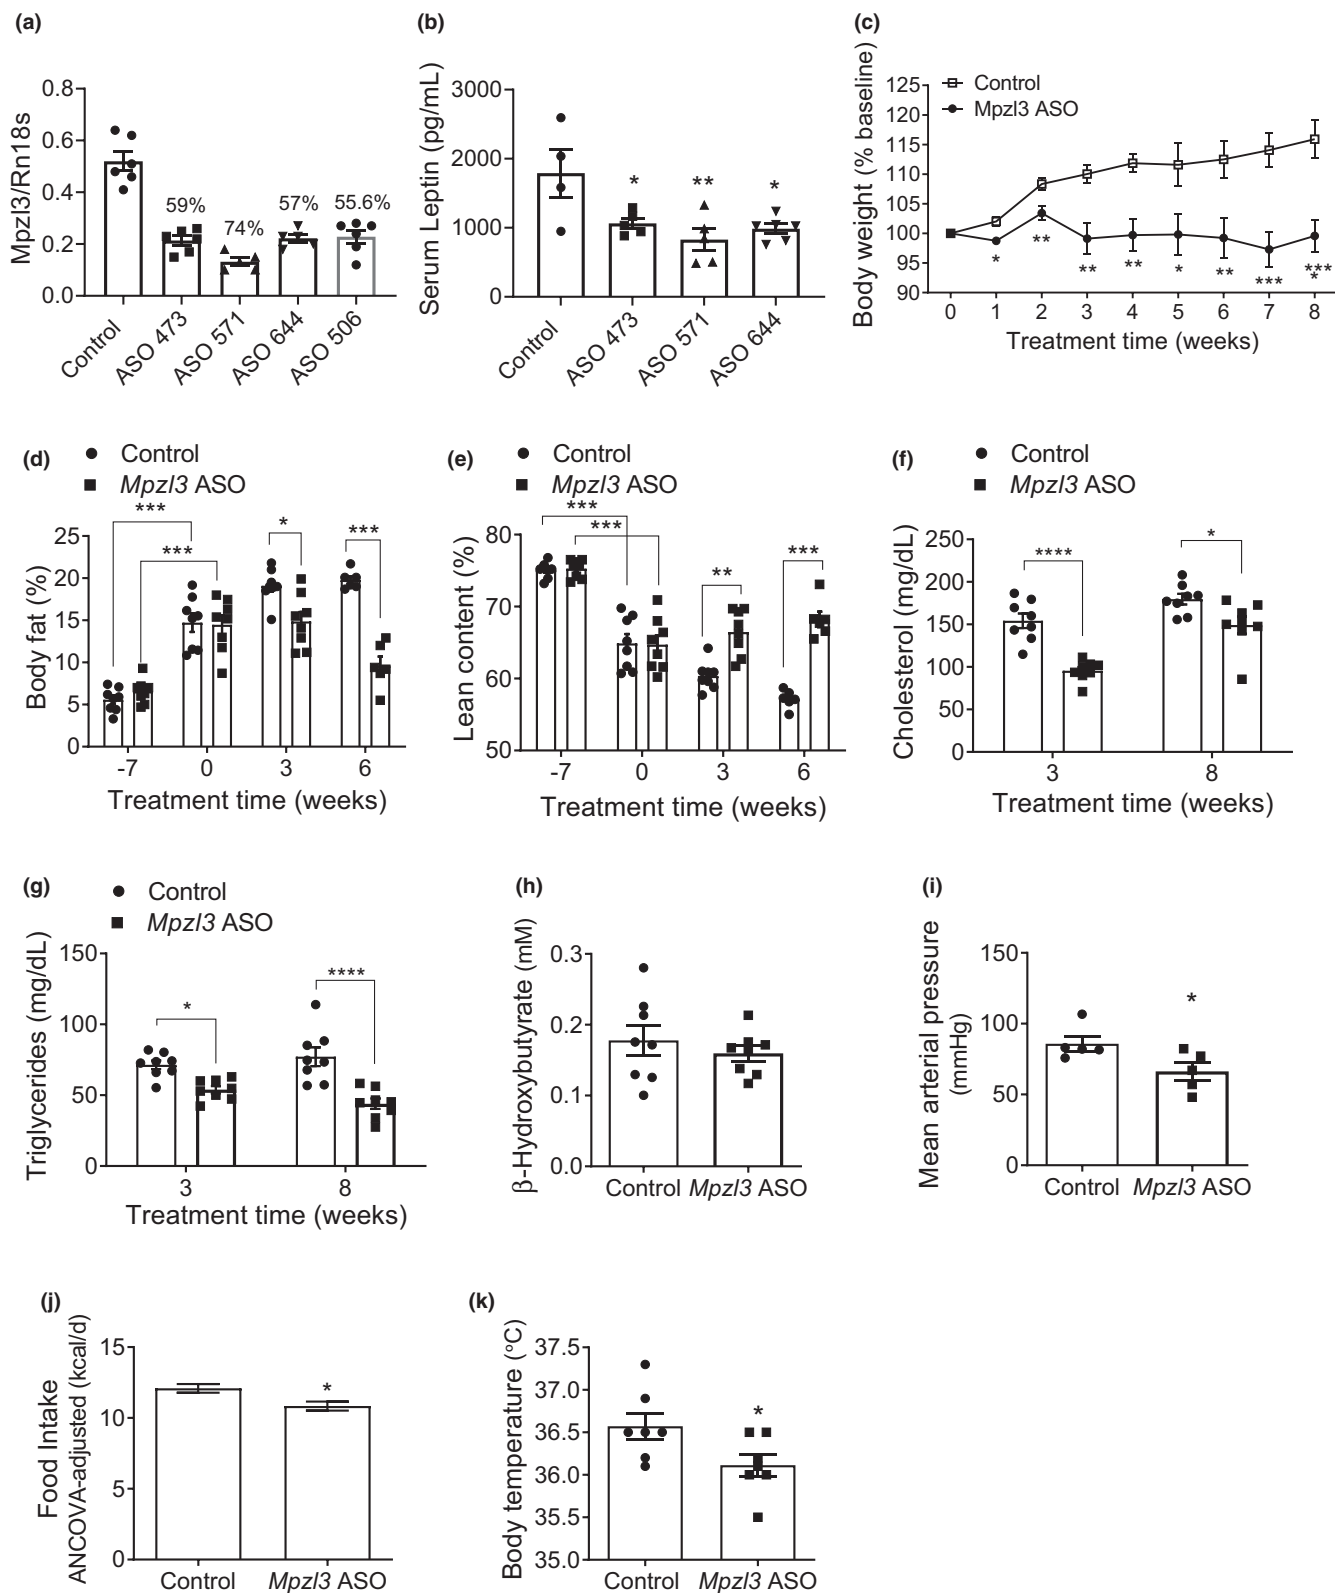 (a)
Mpzl3/Rn18s
0.8
0.6
0.4
0.2
0.0
59%
74%
57%
55.6%
Control
ASO 473
ASO 571
ASO 644
ASO 506
(b)
Serum Leptin (pg/mL)
3000
2000
1000
0
*
**
*
Control
ASO 473
ASO 571
ASO 644
(c)
Body weight (% baseline)
125
120
115
110
105
100
95
90
Control
Mpzl3 ASO
*
**
**
**
*
**
***
***
*
0 1 2 3 4 5 6 7 8
Treatment time (weeks)
(d)
Control
Mpzl3 ASO
Body fat (%)
25
20
15
10
5
0
***
***
*
***
-7 0 3 6
Treatment time (weeks)
(e)
Control
Mpzl3 ASO
Lean content (%)
80
70
60
50
***
***
**
***
-7 0 3 6
Treatment time (weeks)
(f)
Control
Mpzl3 ASO
Cholesterol (mg/dL)
250
200
150
100
50
0
****
*
3 8
Treatment time (weeks)
(g)
Control
Mpzl3 ASO
Triglycerides (mg/dL)
150
100
50
0
*
****
3 8
Treatment time (weeks)
(h)
β-Hydroxybutyrate (mM)
0.3
0.2
0.1
0.0
Control Mpzl3 ASO
(i)
Mean arterial pressure
(mmHg)
150
100
50
0
*
Control Mpzl3 ASO
(j)
Food Intake
ANCOVA-adjusted (kcal/d)
15
10
5
0
*
Control Mpzl3 ASO
(k)
Body temperature (°C)
37.5
37.0
36.5
36.0
35.5
35.0
*
Control Mpzl3 ASO